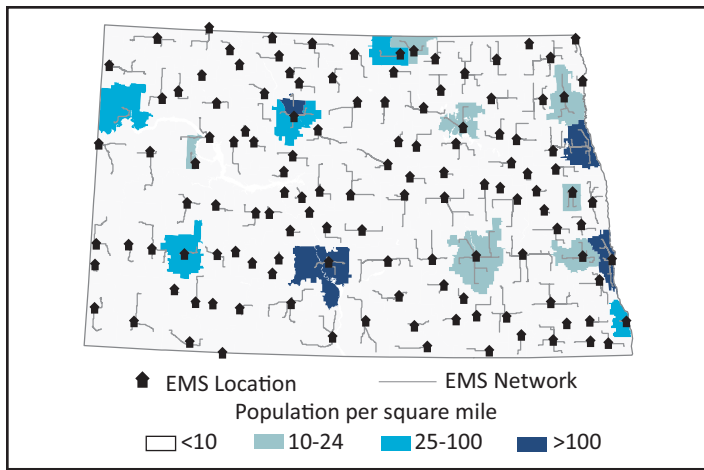 EMS Location EMS Network
Population per square mile
<10 10-24 25-100 >100